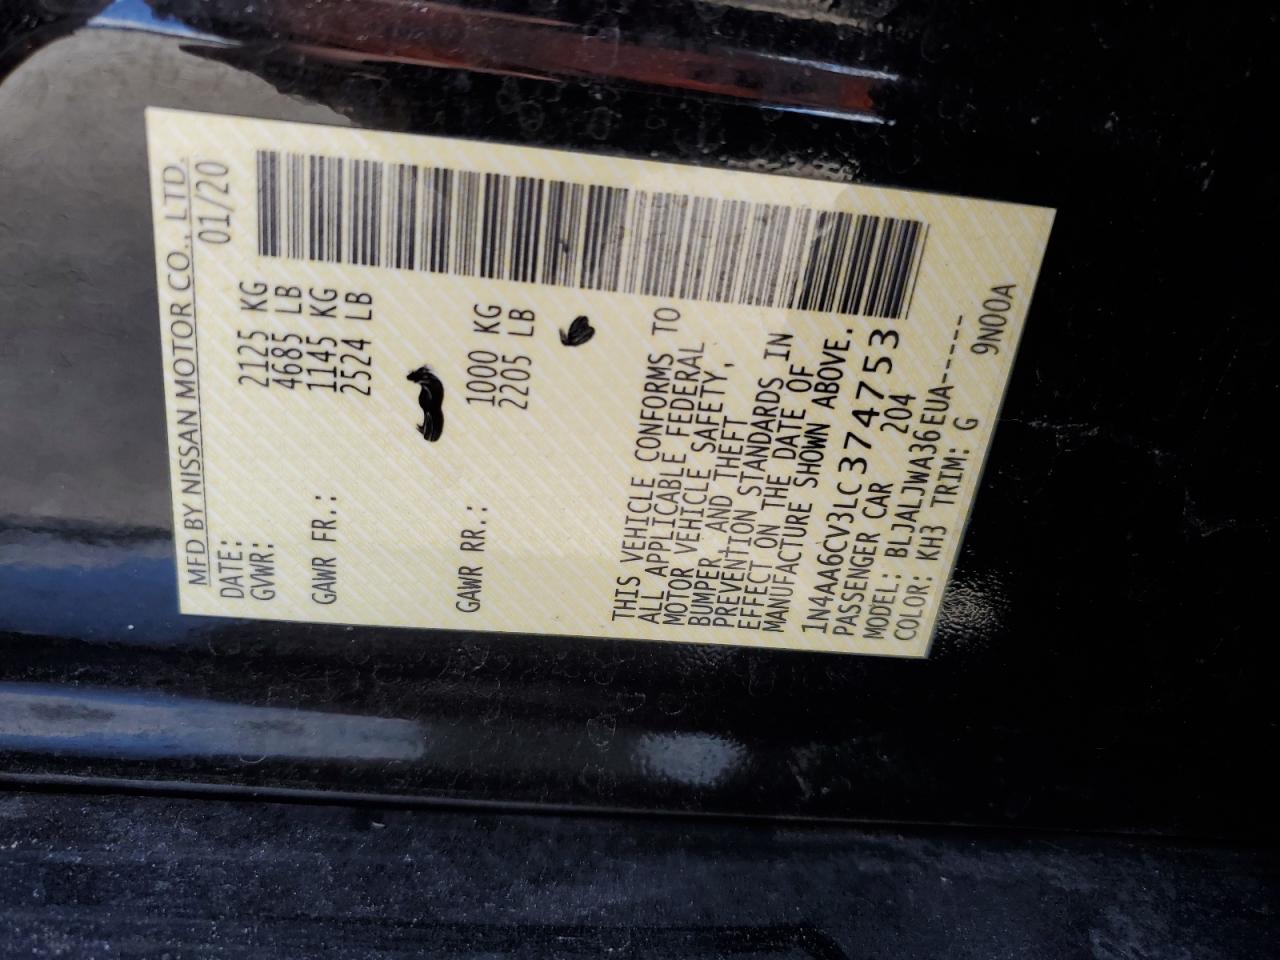 MFD BY NISSAN MOTOR CO., LTD.
DATE: 01/20
GVWR: 2125 KG
4685 LB
GAWR FR.: 1145 KG
2524 LB
GAWR RR.: 1000 KG
2205 LB
THIS VEHICLE CONFORMS TO
ALL APPLICABLE FEDERAL
MOTOR VEHICLE SAFETY,
BUMPER, AND THEFT
PREVENTION STANDARDS IN
EFFECT ON THE DATE OF
MANUFACTURE SHOWN ABOVE.
1N4AA6CV3LC374753
PASSENGER CAR 204
MODEL: BLJALJWA36EUA-----
COLOR: KH3 TRIM: G 9N00A